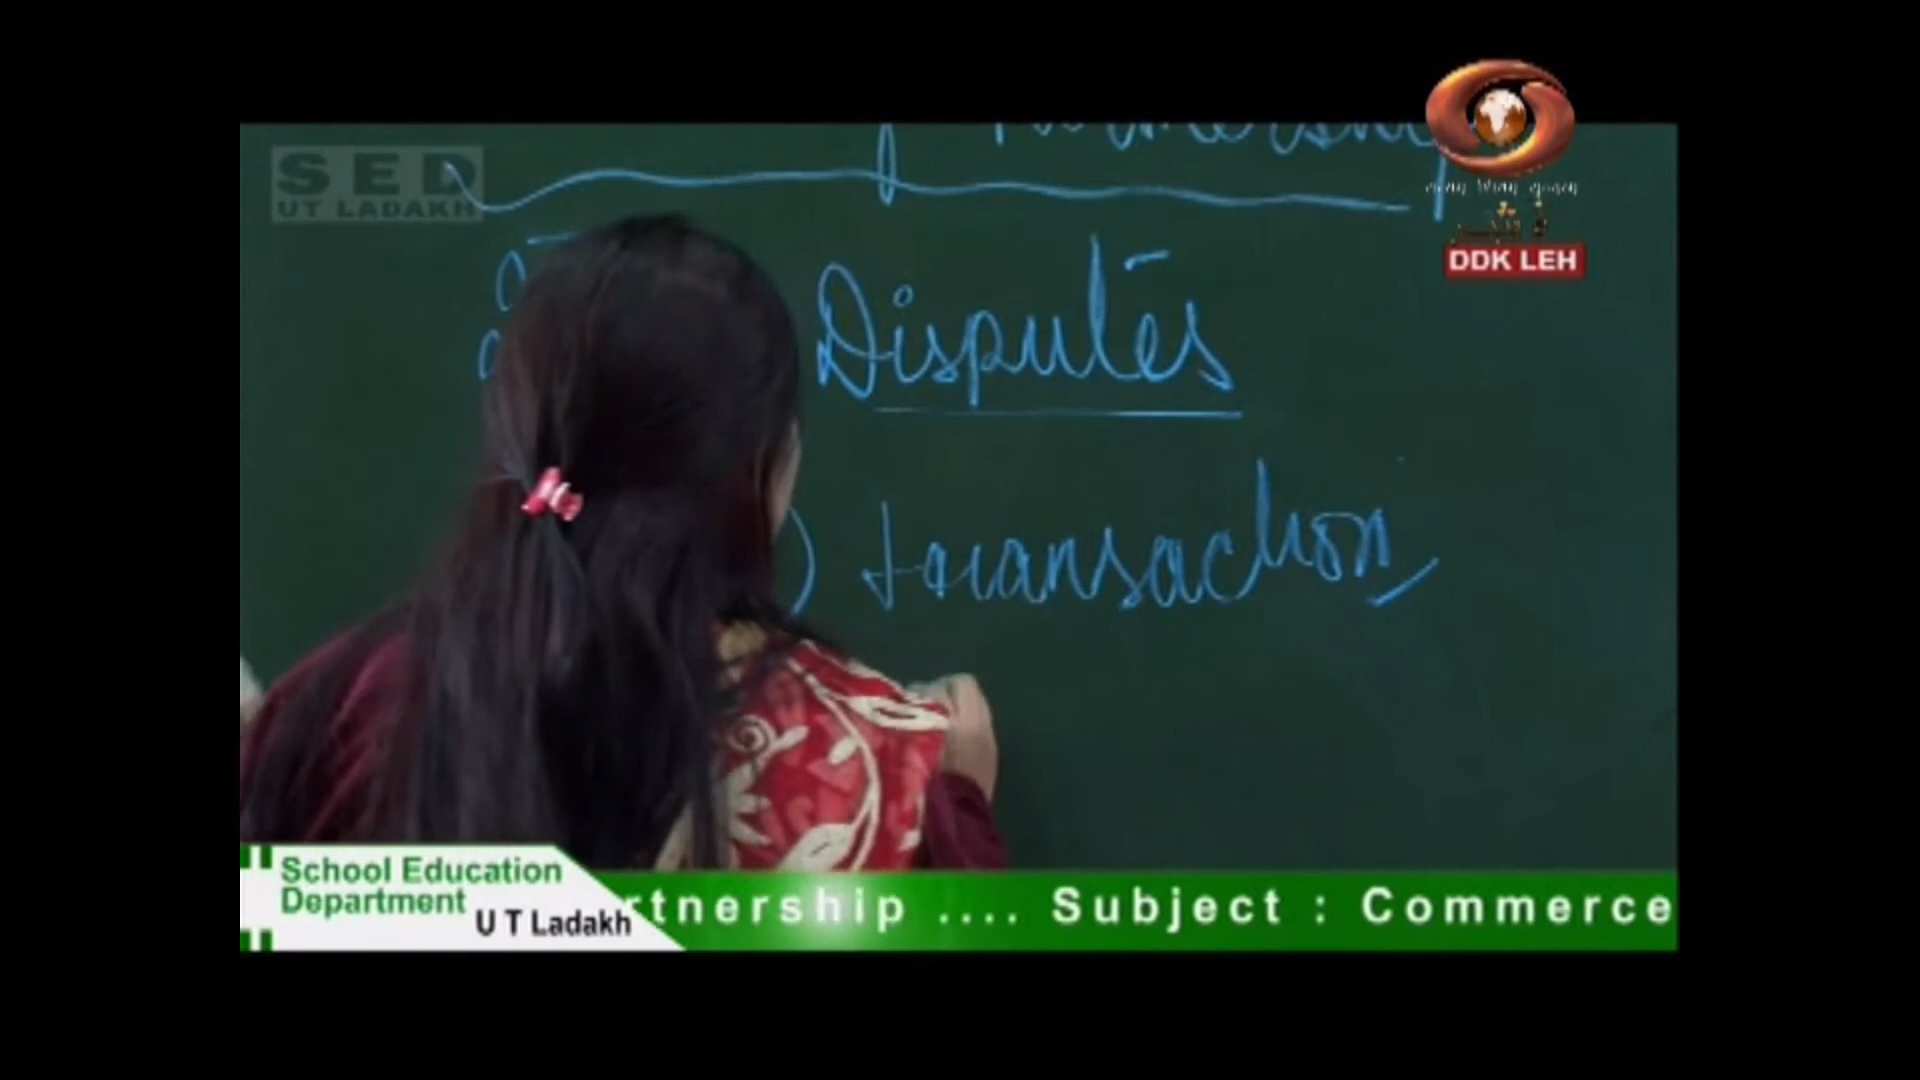 SED
UT LADAKH
DDK LEH
Disputes
) transaction
School Education
Department
U T Ladakh
rtnership .... Subject : Commerce